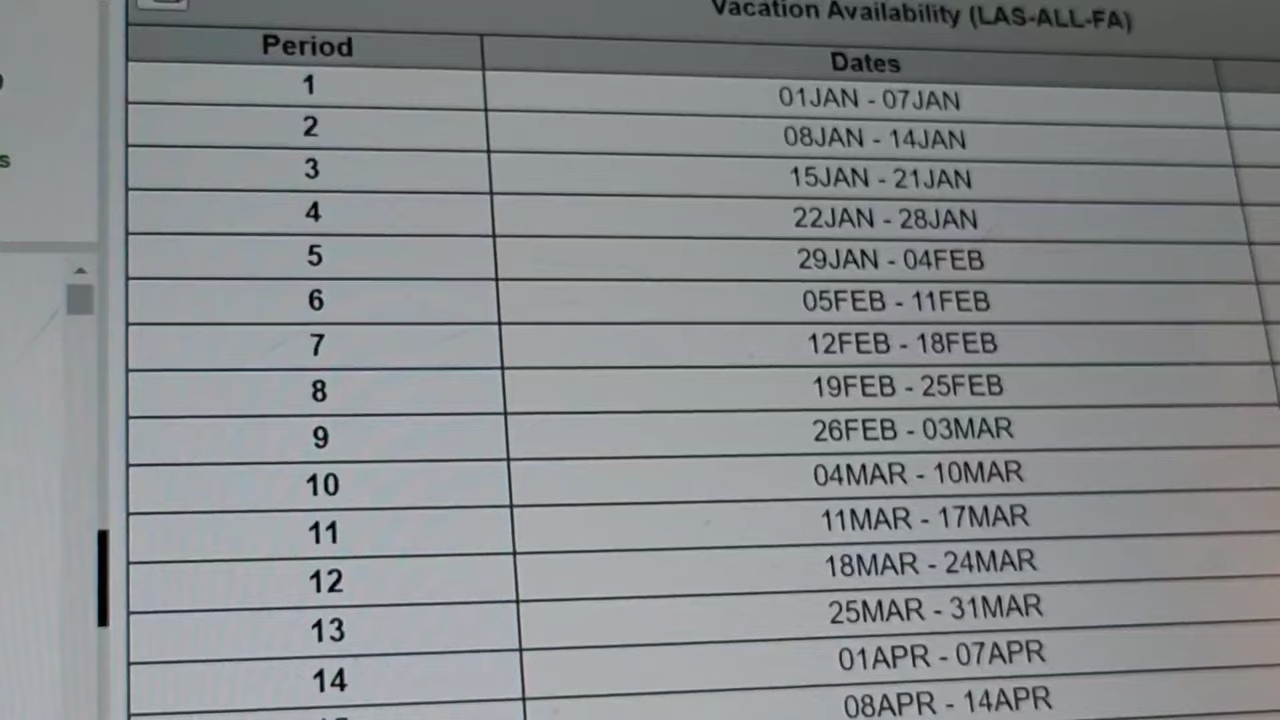 Vacation Availability (LAS-ALL-FA)
Period Dates
1 01JAN - 07JAN
2 08JAN - 14JAN
3 15JAN - 21JAN
4 22JAN - 28JAN
5 29JAN - 04FEB
6 05FEB - 11FEB
7 12FEB - 18FEB
8 19FEB - 25FEB
9 26FEB - 03MAR
10 04MAR - 10MAR
11 11MAR - 17MAR
12 18MAR - 24MAR
13 25MAR - 31MAR
14 01APR - 07APR
08APR - 14APR
s